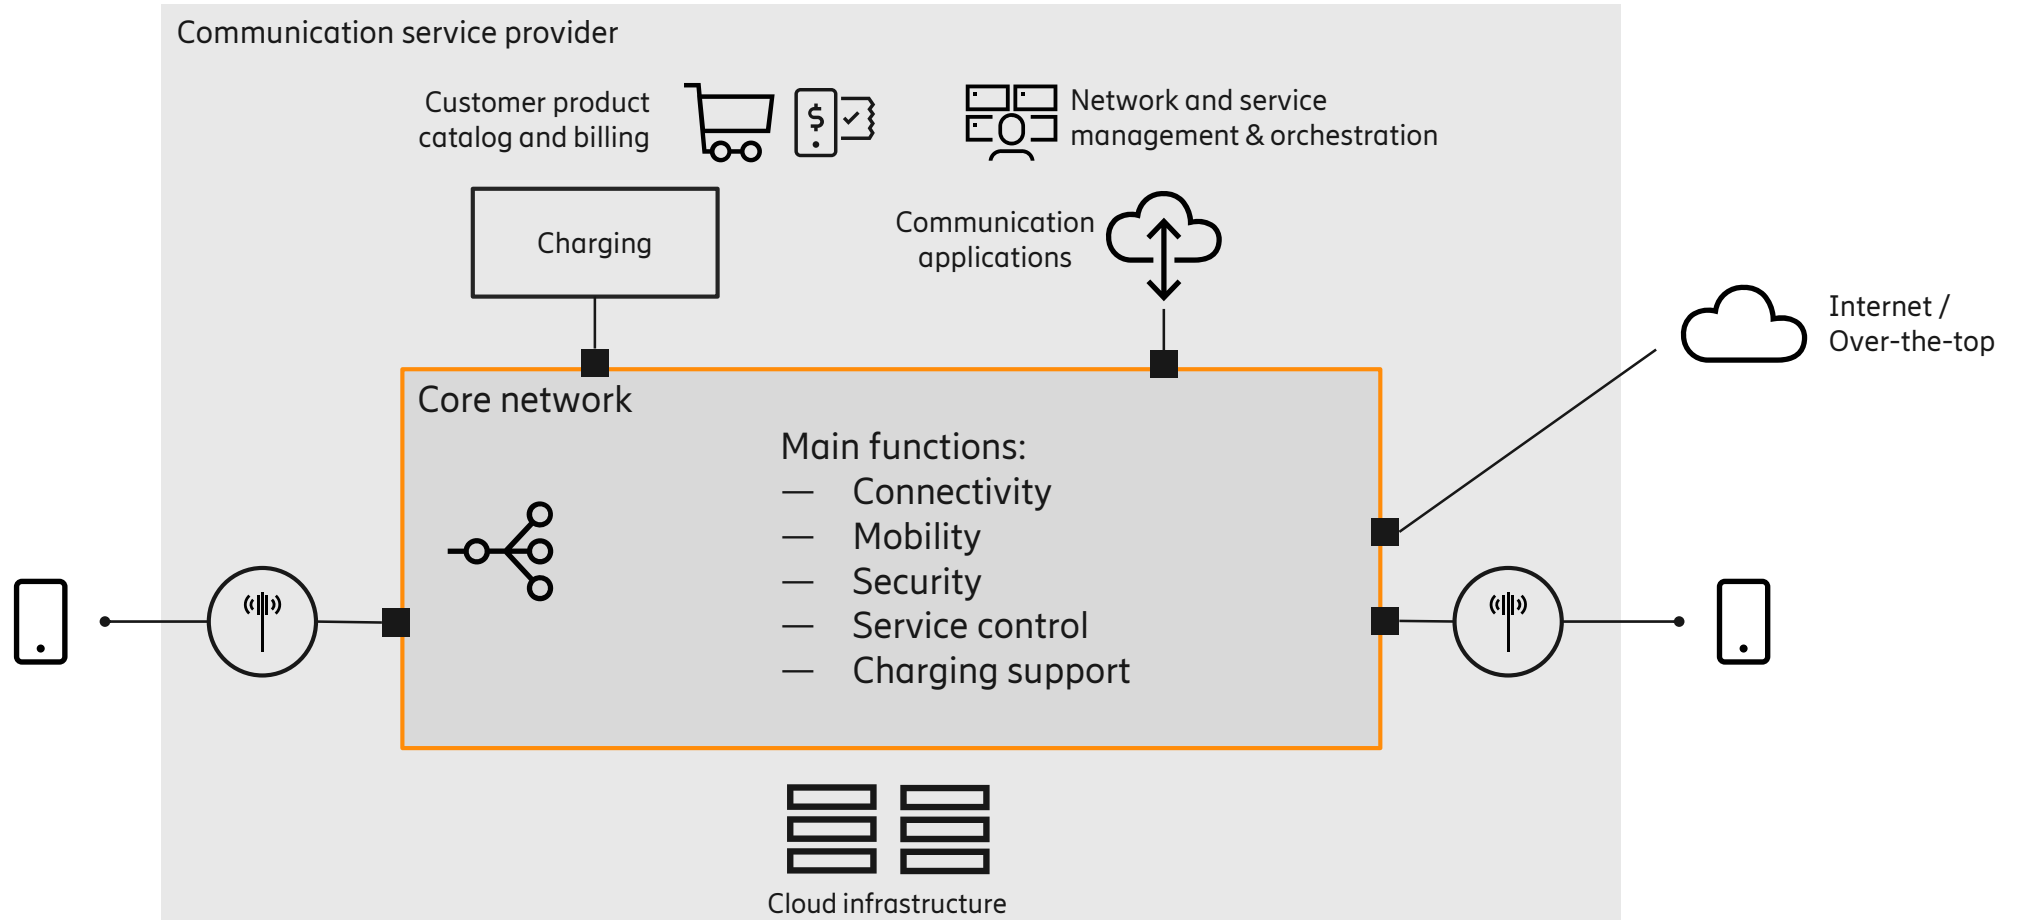 Communication service provider
Customer product
catalog and billing
$
Network and service
management & orchestration
Charging
Communication
applications
Internet /
Over-the-top
Core network
Main functions:
— Connectivity
— Mobility
— Security
— Service control
— Charging support
Cloud infrastructure